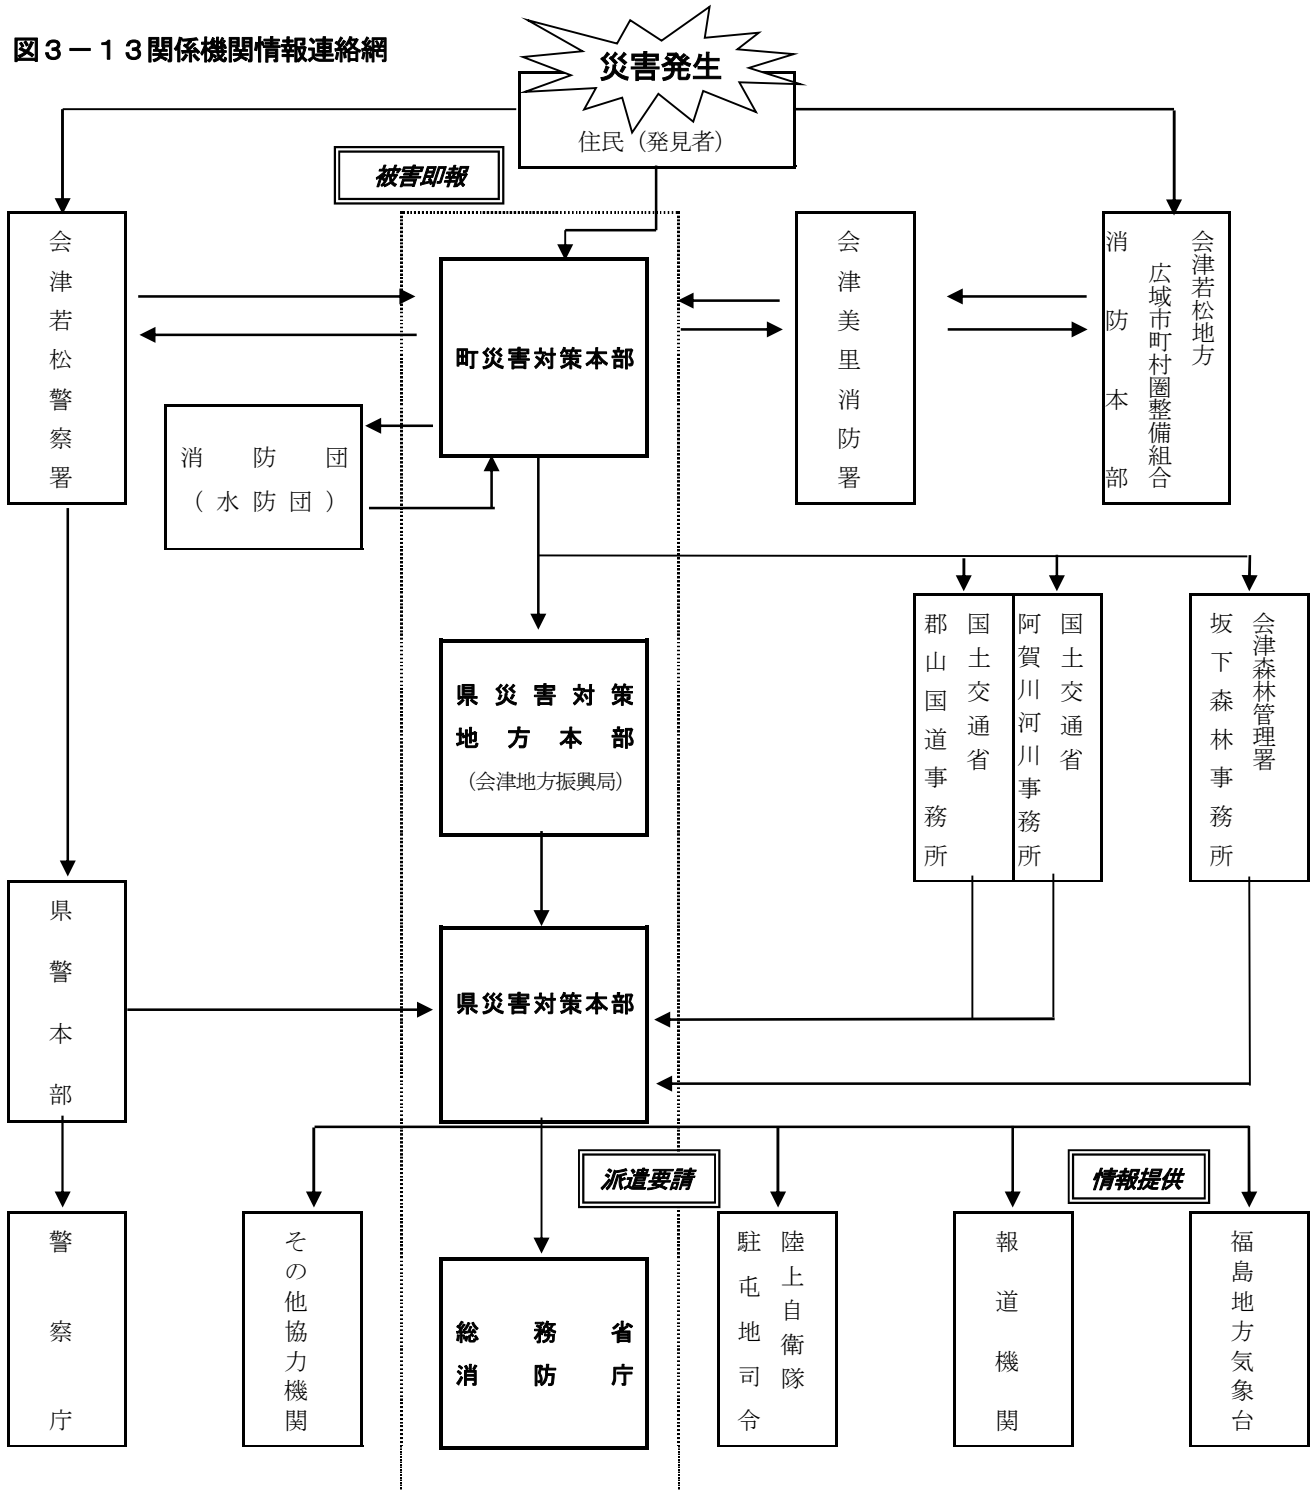 図3－13関係機関情報連絡網
災害発生
住民（発見者）
被害即報
会津若松警察署
町災害対策本部
会津美里消防署
会津若松地方
広域市町村圏整備組合
消防本部
消防団
（水防団）
県災害対策
地方本部
（会津地方振興局）
国土交通省
郡山国道事務所
国土交通省
阿賀川河川事務所
会津森林管理署
坂下森林事務所
県警本部
県災害対策本部
派遣要請
情報提供
警察庁
その他協力機関
総務省
消防庁
陸上自衛隊
駐屯地司令
報道機関
福島地方気象台